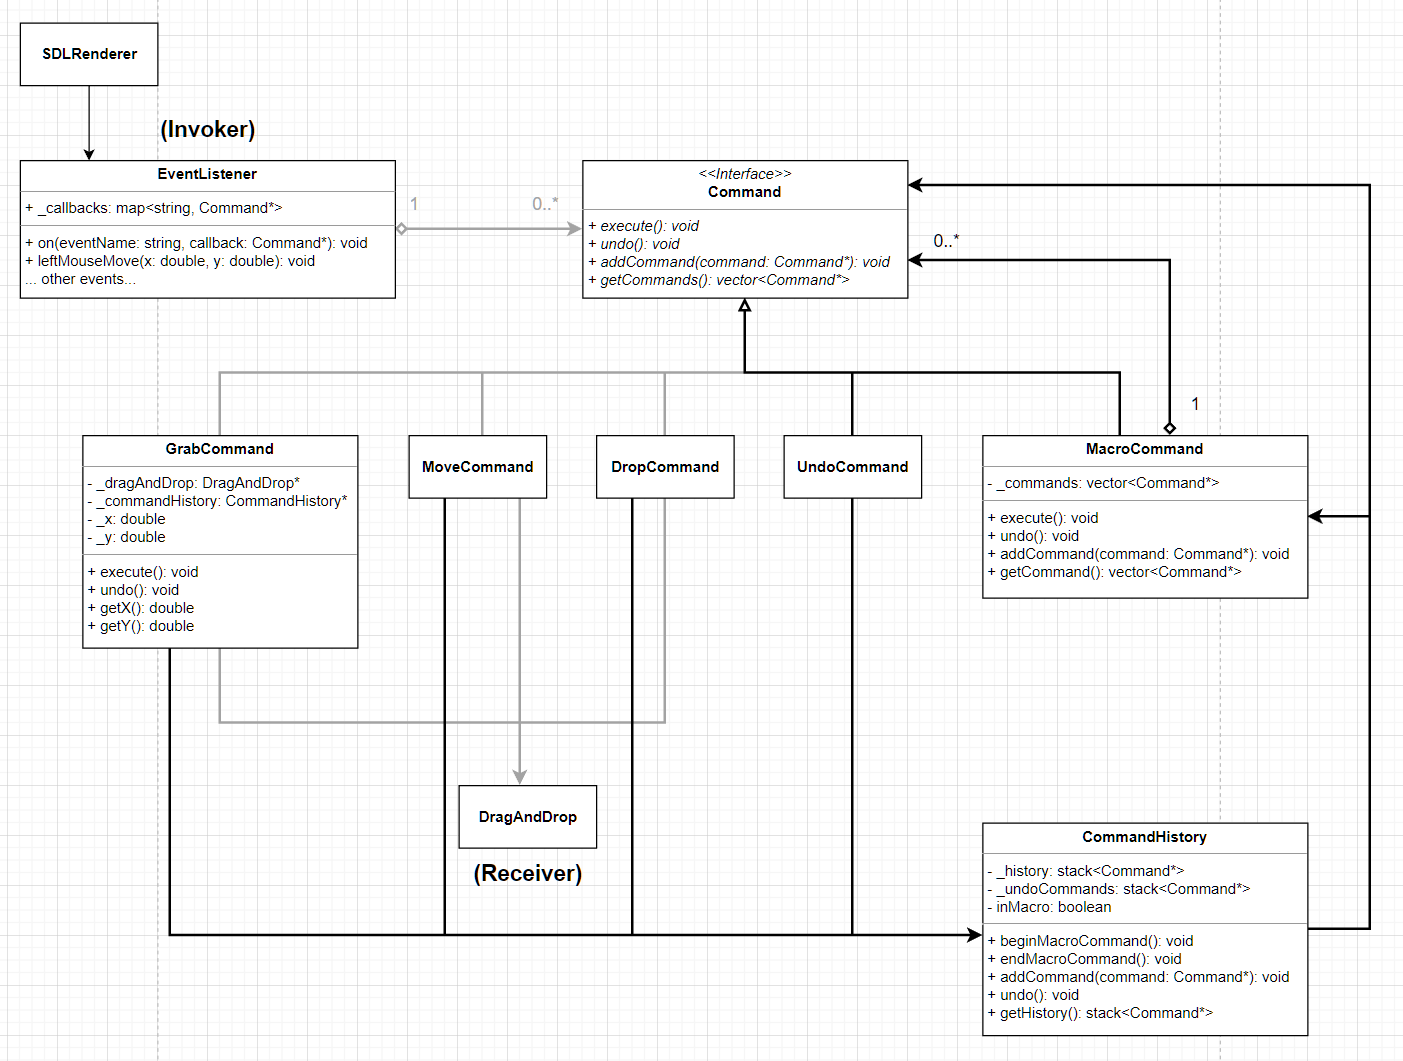 SDLRenderer
(Invoker)
EventListener
+ _callbacks: map<string, Command*>
+ on(eventName: string, callback: Command*): void
+ leftMouseMove(x: double, y: double): void
... other events...
1
0..*
<<Interface>>
Command
+ execute(): void
+ undo(): void
+ addCommand(command: Command*): void
+ getCommands(): vector<Command*>
0..*
1
GrabCommand
- _dragAndDrop: DragAndDrop*
- _commandHistory: CommandHistory*
- _x: double
- _y: double
+ execute(): void
+ undo(): void
+ getX(): double
+ getY(): double
MoveCommand
DropCommand
UndoCommand
MacroCommand
- _commands: vector<Command*>
+ execute(): void
+ undo(): void
+ addCommand(command: Command*): void
+ getCommand(): vector<Command*>
DragAndDrop
(Receiver)
CommandHistory
- _history: stack<Command*>
- _undoCommands: stack<Command*>
- inMacro: boolean
+ beginMacroCommand(): void
+ endMacroCommand(): void
+ addCommand(command: Command*): void
+ undo(): void
+ getHistory(): stack<Command*>